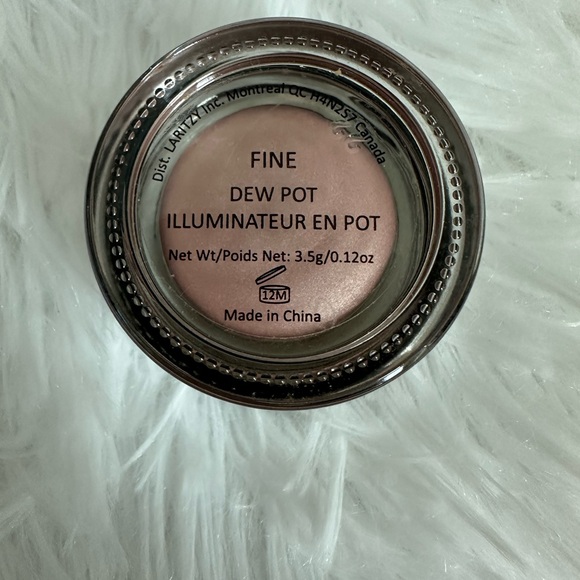 Dist. LARITZY Inc. Montreal QC H4N2S7 Canada
FINE
DEW POT
ILLUMINATEUR EN POT
Net Wt/Poids Net: 3.5g/0.12oz
12M
Made in China